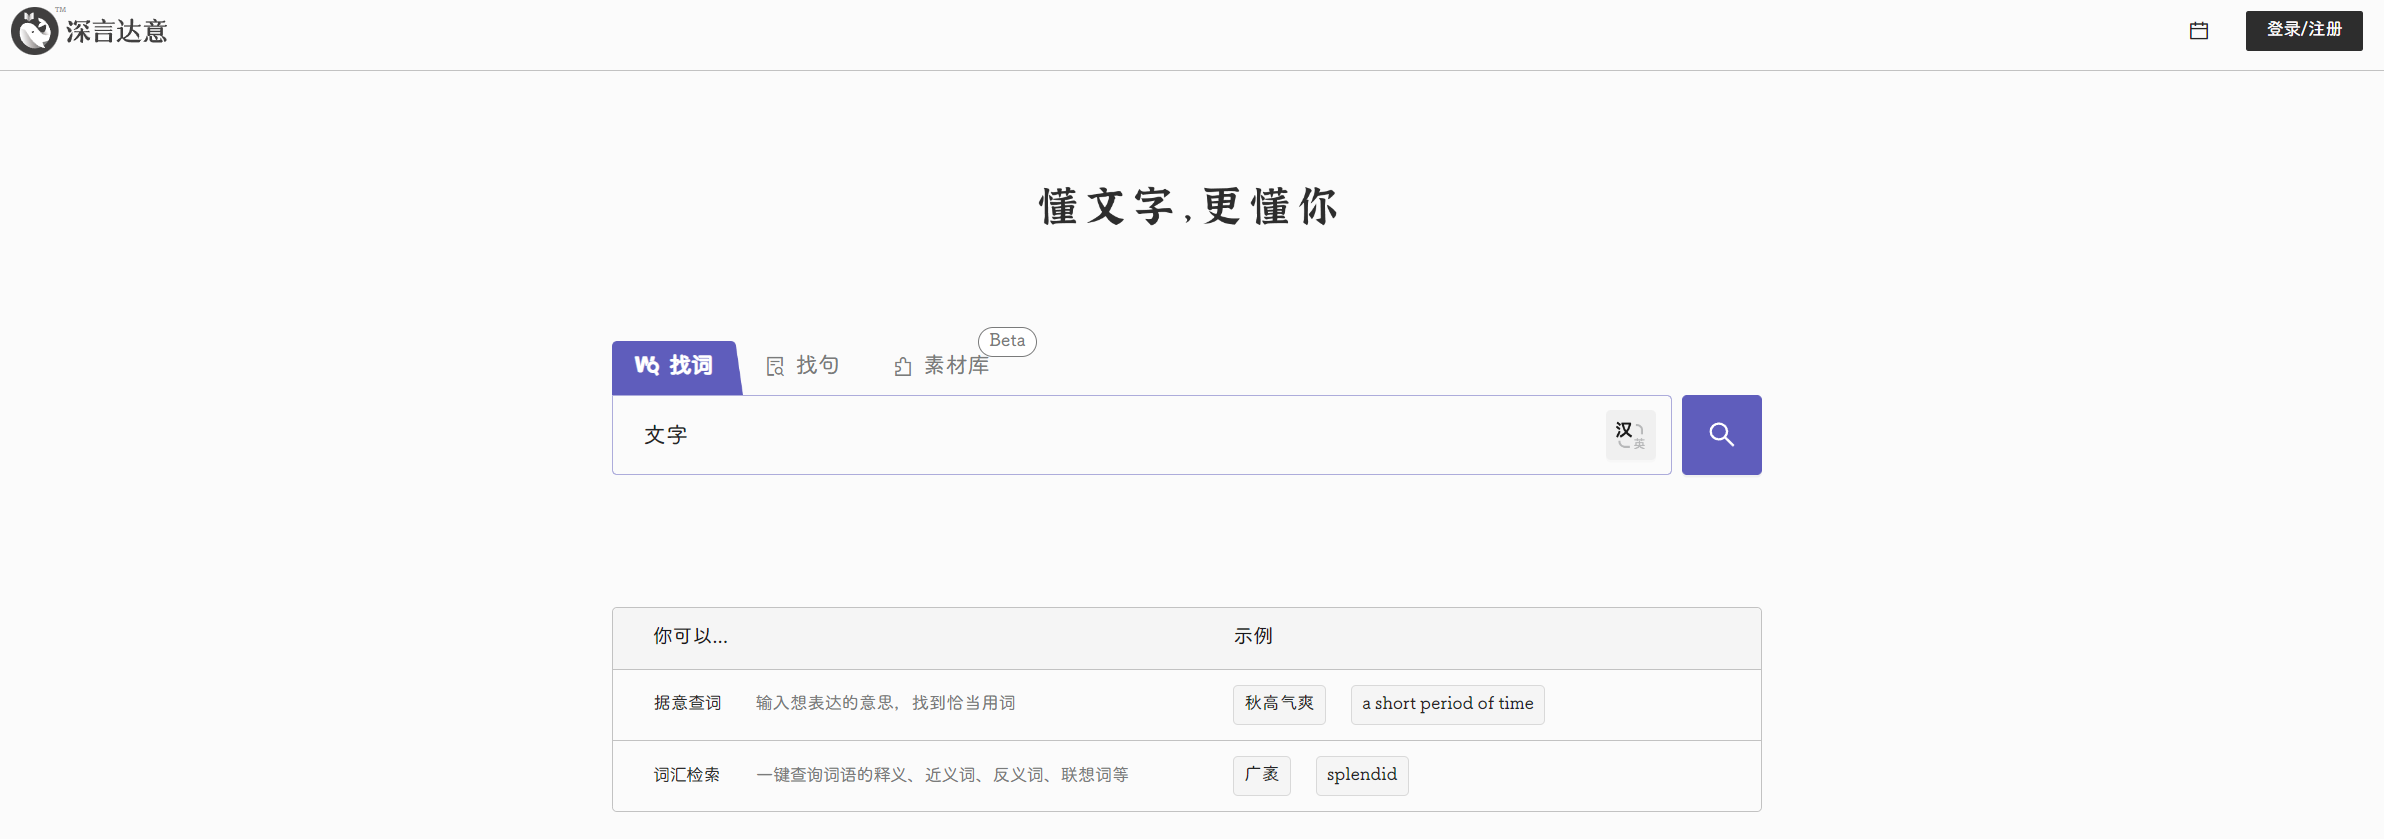 深言达意 TM
登录/注册
懂文字,更懂你
找词
找句
素材库
Beta
文字
汉
英
你可以...
示例
据意查词
输入想表达的意思，找到恰当用词
秋高气爽
a short period of time
词汇检索
一键查询词语的释义、近义词、反义词、联想词等
广袤
splendid